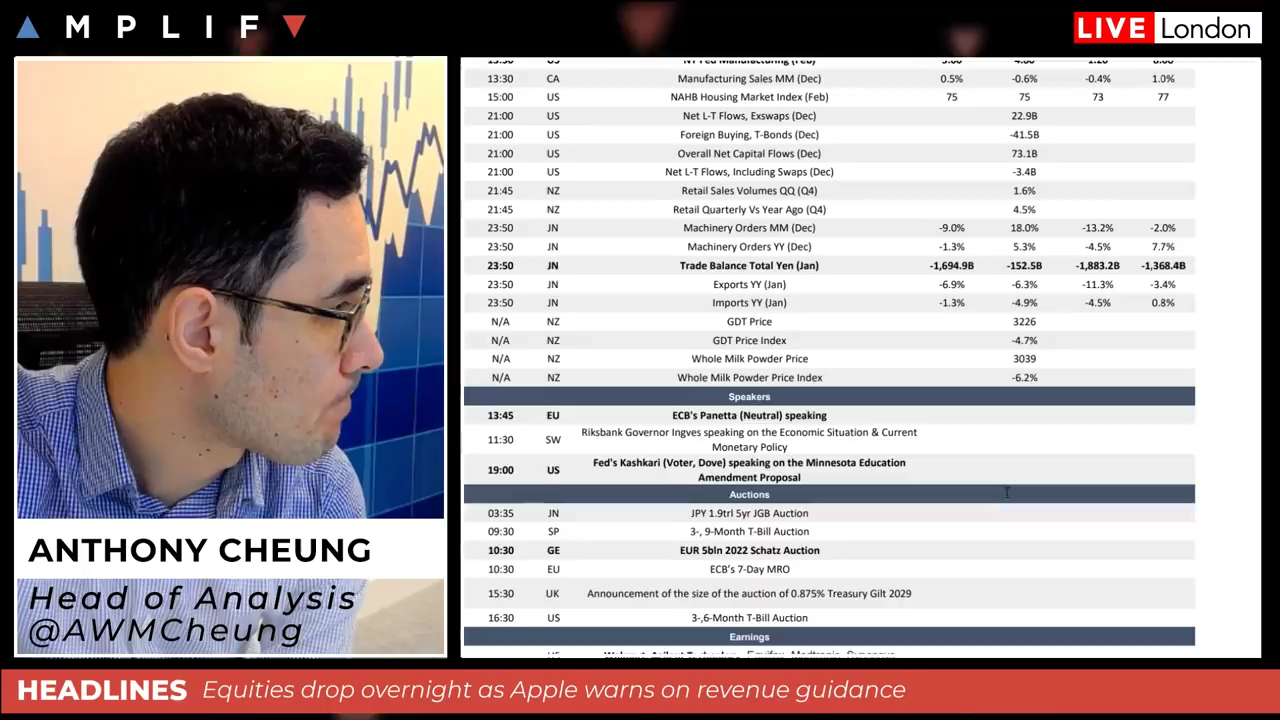 AMPLIFY
LIVE London
13:30 US NY Fed Manufacturing (Feb)
13:30 CA Manufacturing Sales MM (Dec) 0.5% -0.6% -0.4% 1.0%
15:00 US NAHB Housing Market Index (Feb) 75 75 73 77
21:00 US Net L-T Flows, Exswaps (Dec) 22.9B
21:00 US Foreign Buying, T-Bonds (Dec) -41.5B
21:00 US Overall Net Capital Flows (Dec) 73.1B
21:00 US Net L-T Flows, Including Swaps (Dec) -3.4B
21:45 NZ Retail Sales Volumes QQ (Q4) 1.6%
21:45 NZ Retail Quarterly Vs Year Ago (Q4) 4.5%
23:50 JN Machinery Orders MM (Dec) -9.0% 18.0% -13.2% -2.0%
23:50 JN Machinery Orders YY (Dec) -1.3% 5.3% -4.5% 7.7%
23:50 JN Trade Balance Total Yen (Jan) -1,694.9B -152.5B -1,883.2B -1,368.4B
23:50 JN Exports YY (Jan) -6.9% -6.3% -11.3% -3.4%
23:50 JN Imports YY (Jan) -1.3% -4.9% -4.5% 0.8%
N/A NZ GDT Price 3226
N/A NZ GDT Price Index -4.7%
N/A NZ Whole Milk Powder Price 3039
N/A NZ Whole Milk Powder Price Index -6.2%
Speakers
13:45 EU ECB's Panetta (Neutral) speaking
11:30 SW Riksbank Governor Ingves speaking on the Economic Situation & Current
Monetary Policy
19:00 US Fed's Kashkari (Voter, Dove) speaking on the Minnesota Education
Amendment Proposal
Auctions
03:35 JN JPY 1.9trl 5yr JGB Auction
09:30 SP 3-, 9-Month T-Bill Auction
10:30 GE EUR 5bln 2022 Schatz Auction
10:30 EU ECB's 7-Day MRO
15:30 UK Announcement of the size of the auction of 0.875% Treasury Gilt 2029
16:30 US 3-,6-Month T-Bill Auction
Earnings
ANTHONY CHEUNG
Head of Analysis
@AWMCheung
HEADLINES Equities drop overnight as Apple warns on revenue guidance